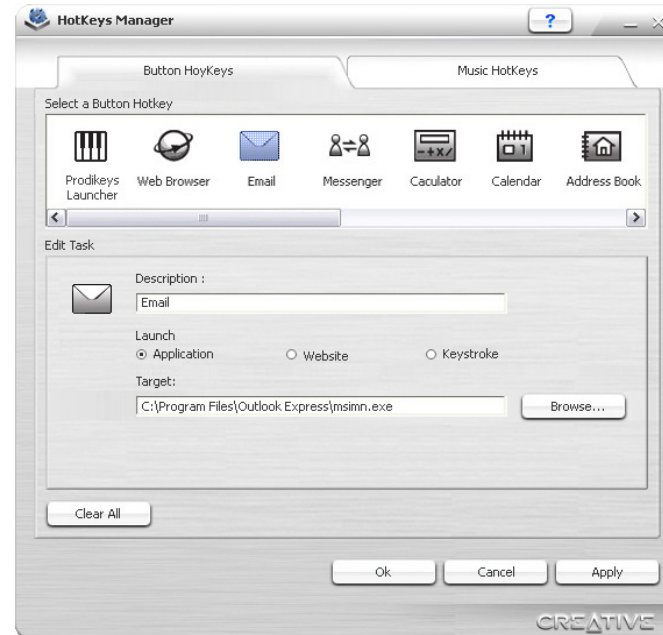 HotKeys Manager
?
Button HoyKeys
Music HotKeys
Select a Button Hotkey
Prodikeys
Launcher
Web Browser
Email
Messenger
Caculator
Calendar
Address Book
Edit Task
Description :
Email
Launch
Application
Website
Keystroke
Target:
C:\Program Files\Outlook Express\msimn.exe
Browse...
Clear All
Ok
Cancel
Apply
CREATIVE